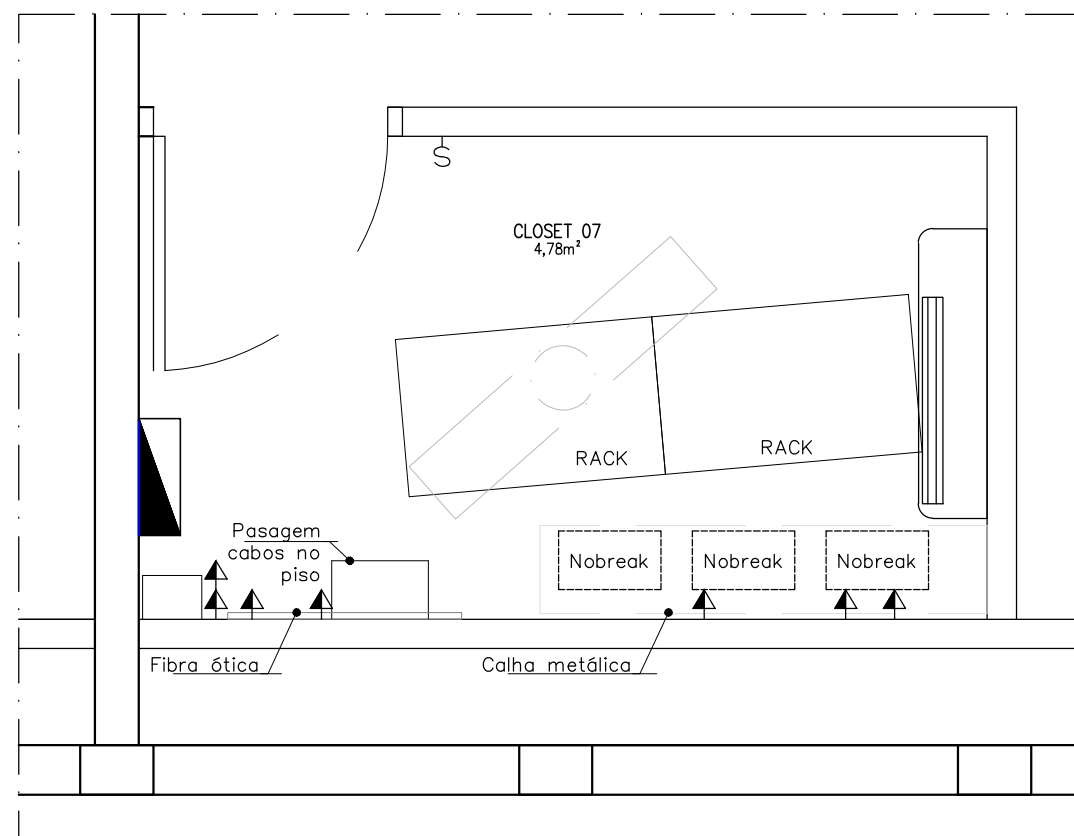 S
CLOSET 07
4,78m²
RACK
RACK
Pasagem
cabos no
piso
Nobreak
Nobreak
Nobreak
Fibra ótica
Calha metálica